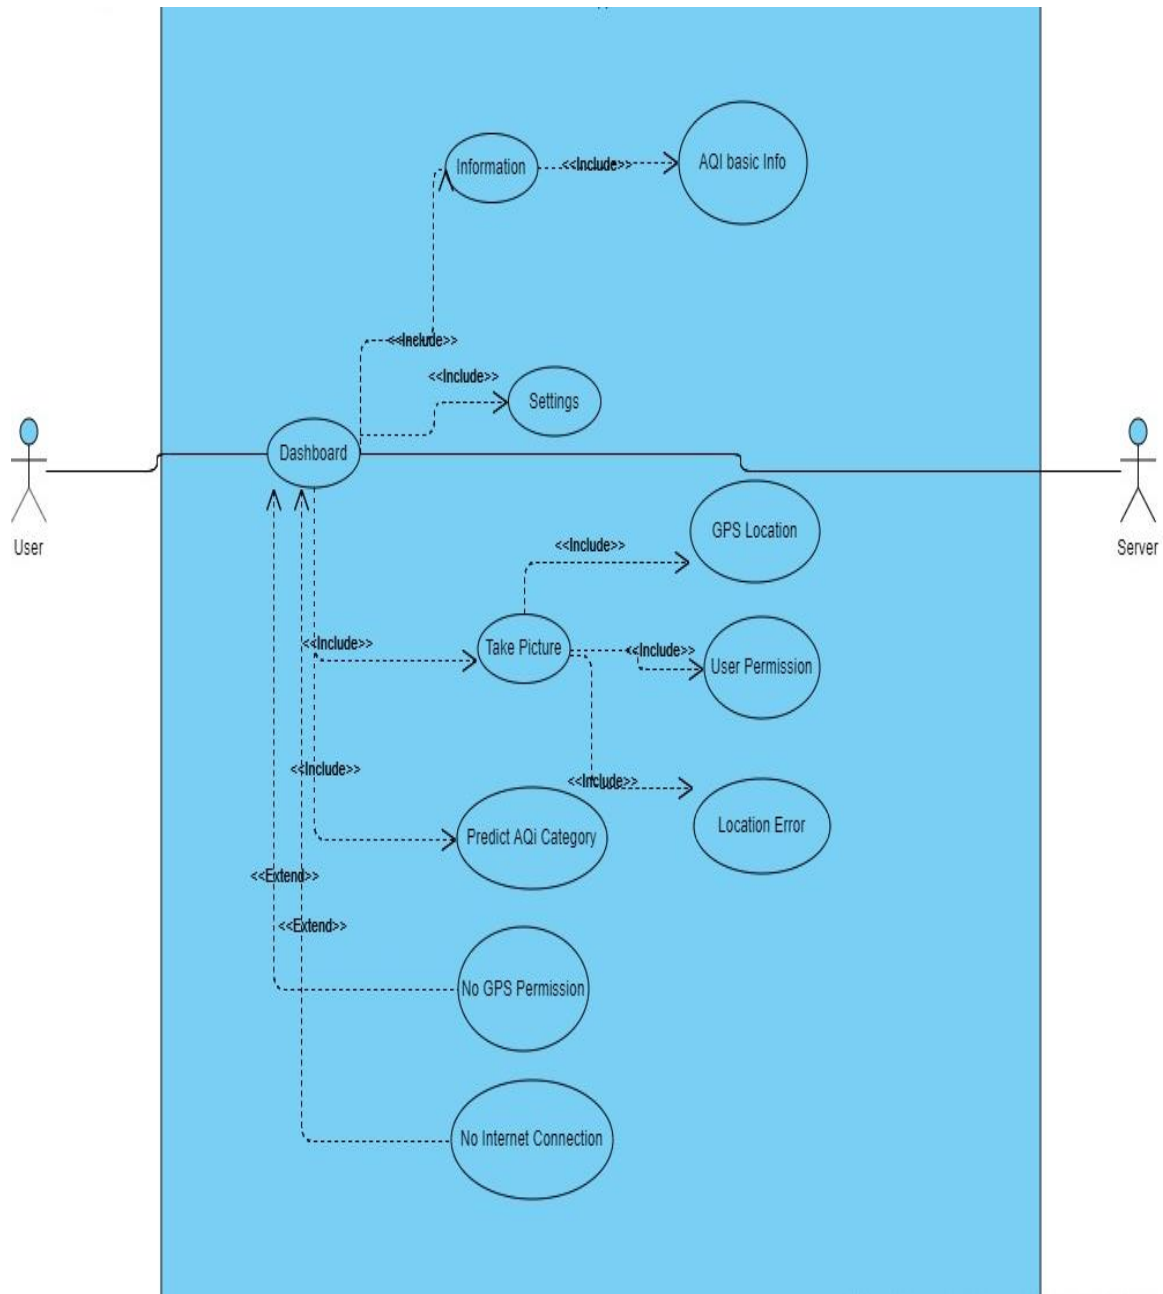 Information
<<Include>>
AQI basic Info
<<Include>>
<<Include>>
Settings
Dashboard
User
Server
GPS Location
<<Include>>
<<Include>>
Take Picture
<<Include>>
User Permission
<<Include>>
<<Include>>
Location Error
Predict AQi Category
<<Extend>>
<<Extend>>
No GPS Permission
No Internet Connection